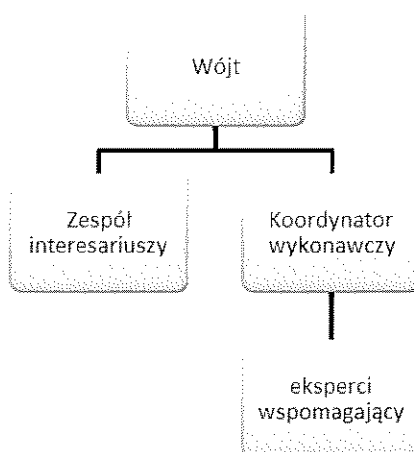 Wójt
Zespół
interesariuszy
Koordynator
wykonawczy
eksperci
wspomagający